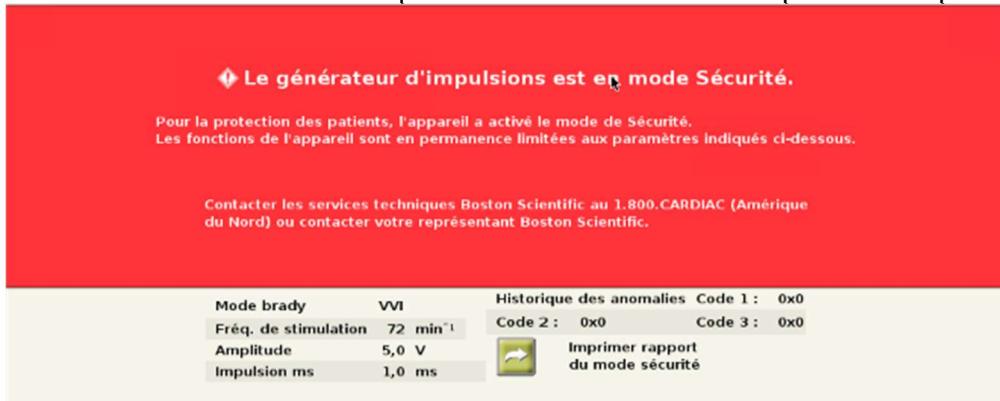 Le générateur d'impulsions est en mode Sécurité.
Pour la protection des patients, l'appareil a activé le mode de Sécurité.
Les fonctions de l'appareil sont en permanence limitées aux paramètres indiqués ci-dessous.
Contacter les services techniques Boston Scientific au 1.800.CARDIAC (Amérique
du Nord) ou contacter votre représentant Boston Scientific.
Mode brady VVI
Fréq. de stimulation 72 min⁻¹
Amplitude 5,0 V
Impulsion ms 1,0 ms
Historique des anomalies Code 1 : 0x0
Code 2 : 0x0 Code 3 : 0x0
Imprimer rapport
du mode sécurité